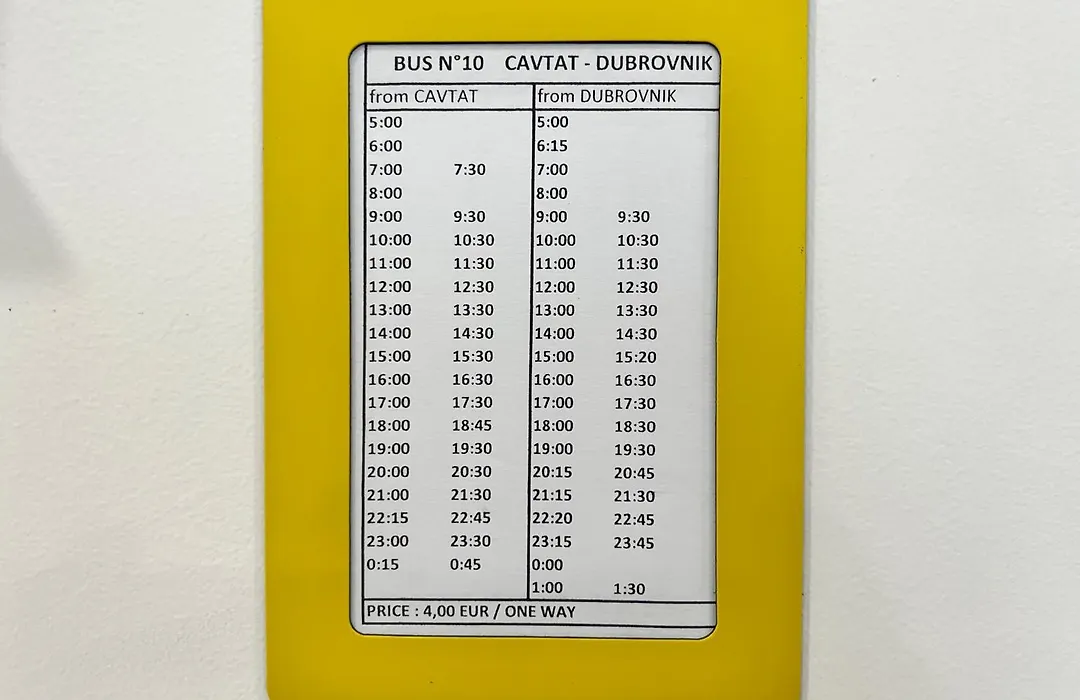 BUS N°10 CAVTAT - DUBROVNIK
from CAVTAT from DUBROVNIK
5:00 5:00
6:00 6:15
7:00 7:30 7:00
8:00 8:00
9:00 9:30 9:00 9:30
10:00 10:30 10:00 10:30
11:00 11:30 11:00 11:30
12:00 12:30 12:00 12:30
13:00 13:30 13:00 13:30
14:00 14:30 14:00 14:30
15:00 15:30 15:00 15:20
16:00 16:30 16:00 16:30
17:00 17:30 17:00 17:30
18:00 18:45 18:00 18:30
19:00 19:30 19:00 19:30
20:00 20:30 20:15 20:45
21:00 21:30 21:15 21:30
22:15 22:45 22:20 22:45
23:00 23:30 23:15 23:45
0:15 0:45 0:00
1:00 1:30
PRICE : 4,00 EUR / ONE WAY